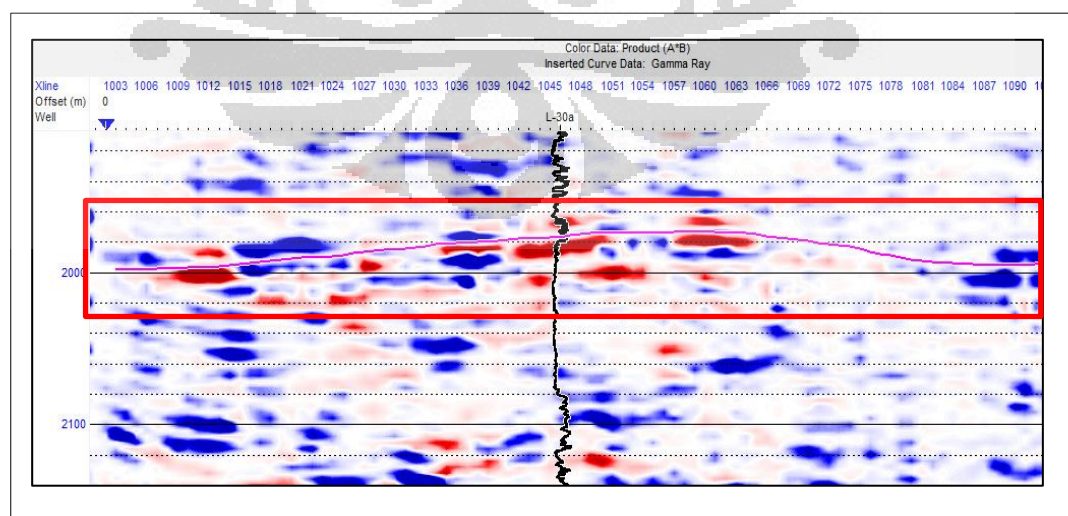 Color Data: Product (A*B)
Inserted Curve Data: Gamma Ray
Xline 1003 1006 1009 1012 1015 1018 1021 1024 1027 1030 1033 1036 1039 1042 1045 1048 1051 1054 1057 1060 1063 1066 1069 1072 1075 1078 1081 1084 1087 1090
Offset (m) 0
Well L-30a
2000
2100